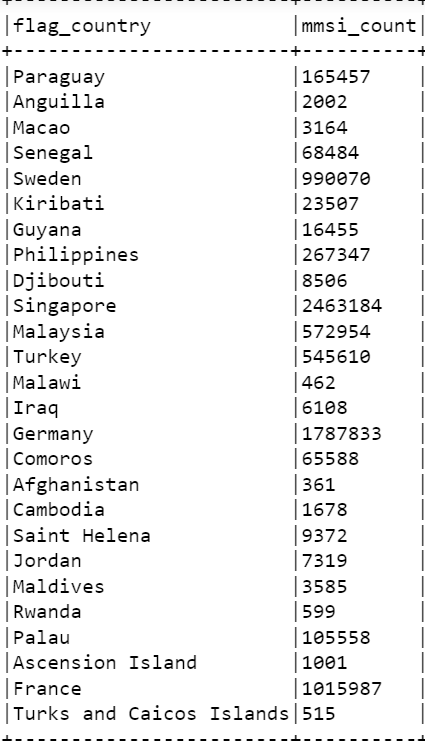 +----------------------+----------+
|flag_country |mmsi_count|
+----------------------+----------+
|Paraguay |165457 |
|Anguilla |2002 |
|Macao |3164 |
|Senegal |68484 |
|Sweden |990070 |
|Kiribati |23507 |
|Guyana |16455 |
|Philippines |267347 |
|Djibouti |8506 |
|Singapore |2463184 |
|Malaysia |572954 |
|Turkey |545610 |
|Malawi |462 |
|Iraq |6108 |
|Germany |1787833 |
|Comoros |65588 |
|Afghanistan |361 |
|Cambodia |1678 |
|Saint Helena |9372 |
|Jordan |7319 |
|Maldives |3585 |
|Rwanda |599 |
|Palau |105558 |
|Ascension Island |1001 |
|France |1015987 |
|Turks and Caicos Islands|515 |
+----------------------+----------+